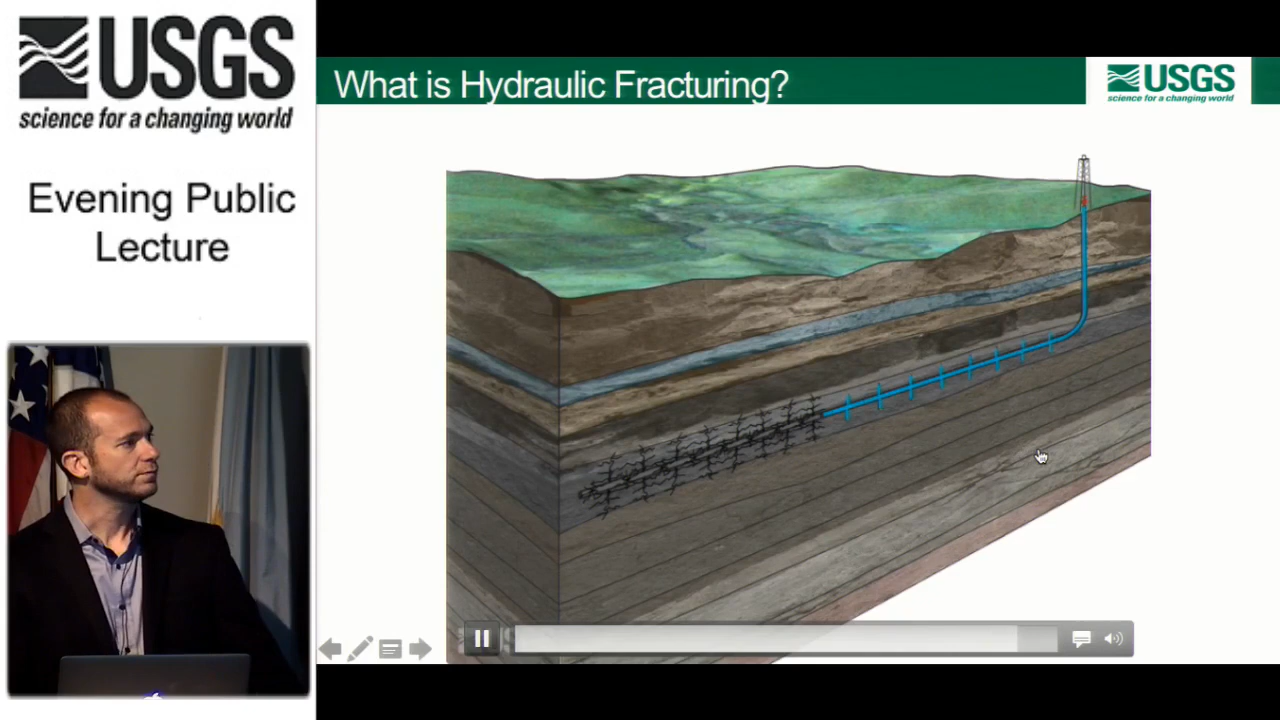 USGS
science for a changing world
Evening Public
Lecture
What is Hydraulic Fracturing?
USGS
science for a changing world